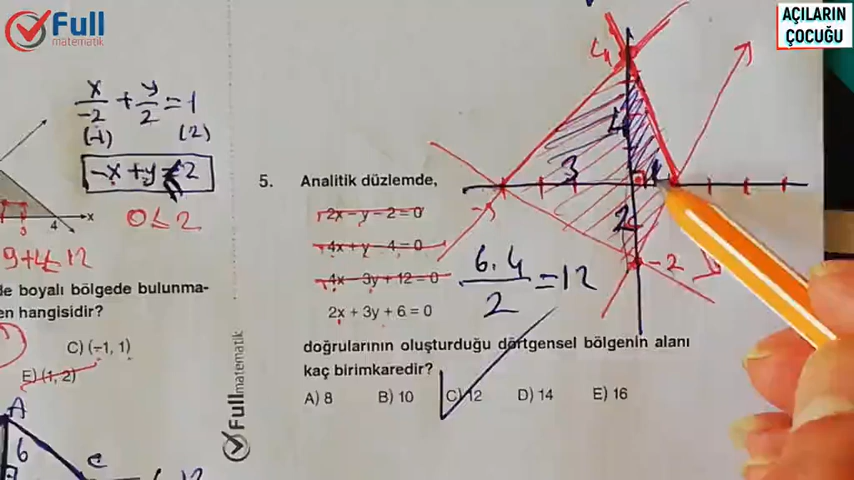 Full
matematik
AÇILARIN
ÇOCUĞU
x/-2 + y/2 = 1
(-1) (2)
-x + y ≤ 2
0 ≤ 2
3 4 x
9+4≤12
de boyalı bölgede bulunma-
en hangisidir?
C) (-1, 1)
E) (1, 2)
A
6
C
Fullmatematik
5. Analitik düzlemde,
2x - y - 2 = 0
4x + y - 4 = 0
4x - 3y + 12 = 0
2x + 3y + 6 = 0
doğrularının oluşturduğu dörtgensel bölgenin alanı
kaç birimkaredir?
A) 8 B) 10 C) 12 D) 14 E) 16
6.4/2 = 12
4
4
3 1
2
-2